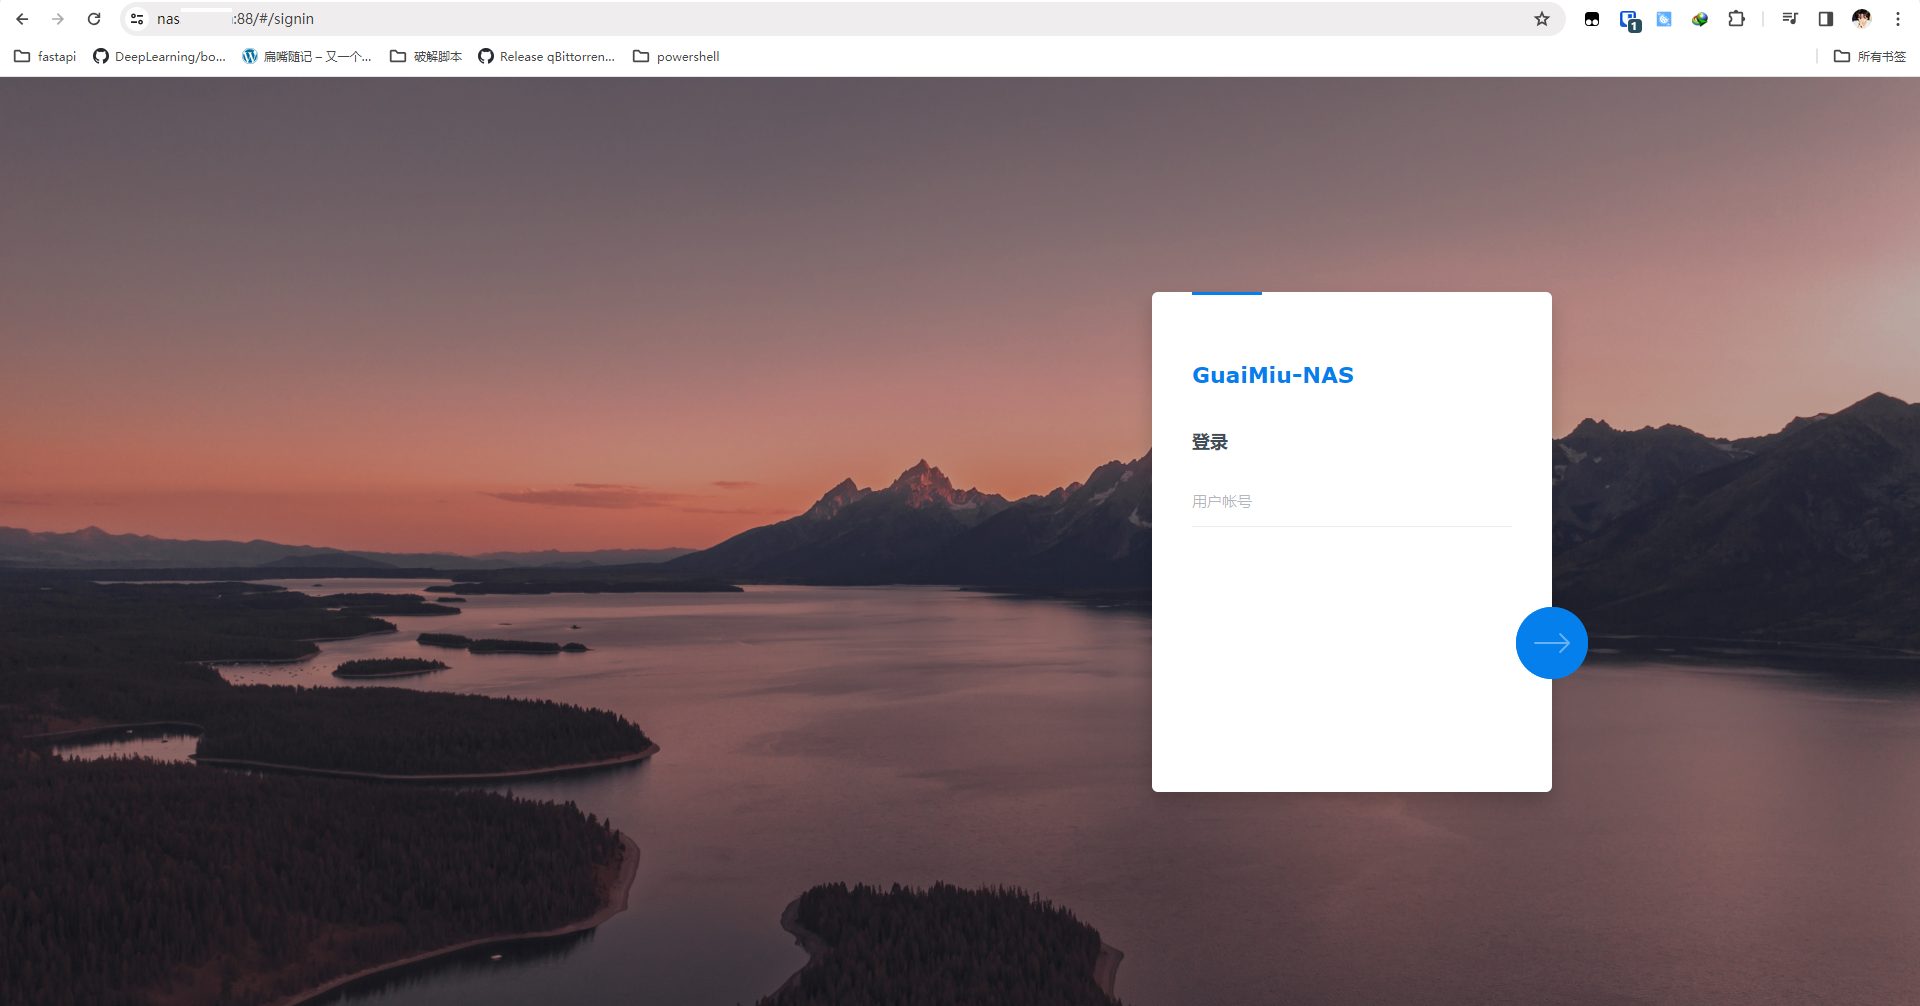 nas :88/#/signin
1
fastapi DeepLearning/bo... 扁嘴随记 – 又一个... 破解脚本 Release qBittorren... powershell 所有书签
GuaiMiu-NAS
登录
用户帐号